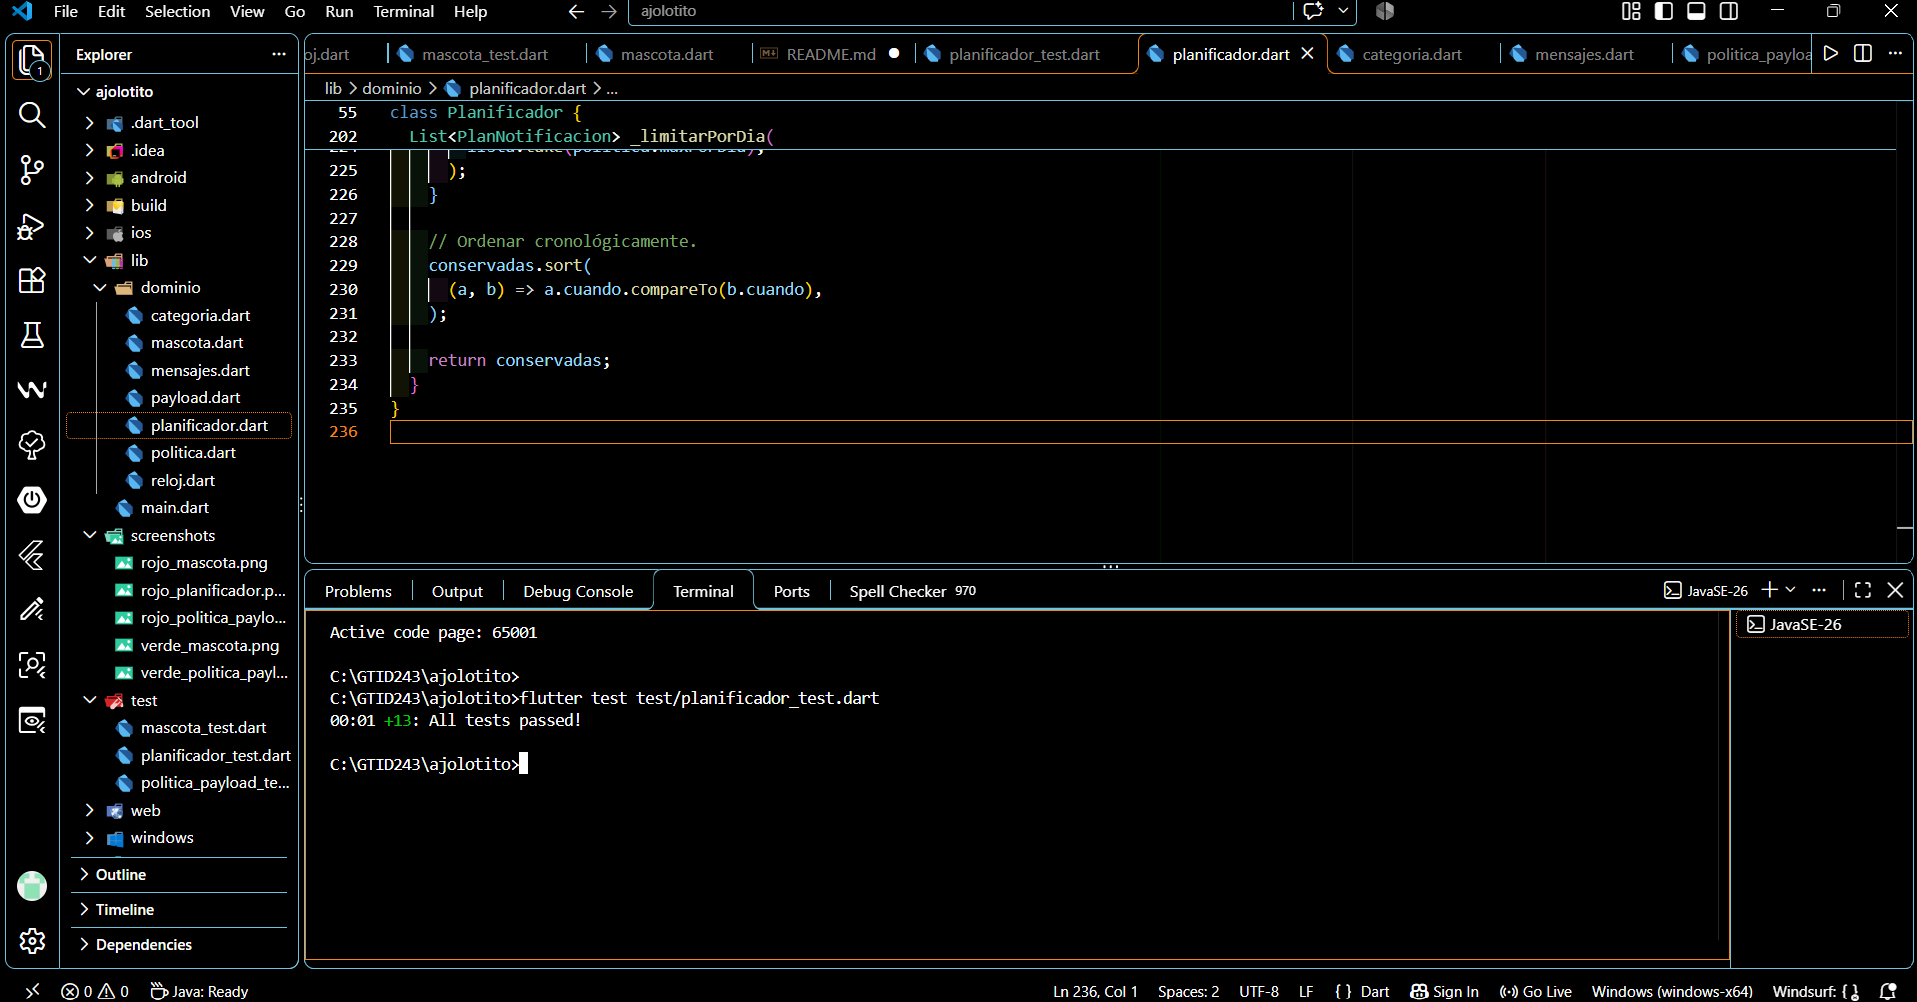 File Edit Selection View Go Run Terminal Help
ajolotito
Explorer
oj.dart
mascota_test.dart
mascota.dart
README.md
planificador_test.dart
planificador.dart
categoria.dart
mensajes.dart
politica_payloa
1
ajolotito
.dart_tool
.idea
android
build
ios
lib
dominio
categoria.dart
mascota.dart
mensajes.dart
payload.dart
planificador.dart
politica.dart
reloj.dart
main.dart
screenshots
rojo_mascota.png
rojo_planificador.p...
rojo_politica_paylo...
verde_mascota.png
verde_politica_payl...
test
mascota_test.dart
planificador_test.dart
politica_payload_te...
web
windows
Outline
Timeline
Dependencies
lib > dominio > planificador.dart > ...
55 class Planificador {
202 List<PlanNotificacion> _limitarPorDia(
225 );
226 }
227
228 // Ordenar cronológicamente.
229 conservadas.sort(
230 (a, b) => a.cuando.compareTo(b.cuando),
231 );
232
233 return conservadas;
234 }
235 }
236
Problems Output Debug Console Terminal Ports Spell Checker 970
JavaSE-26
JavaSE-26
Active code page: 65001
C:\GTID243\ajolotito>
C:\GTID243\ajolotito>flutter test test/planificador_test.dart
00:01 +13: All tests passed!
C:\GTID243\ajolotito>
0 0 Java: Ready
Ln 236, Col 1 Spaces: 2 UTF-8 LF { } Dart Sign In Go Live Windows (windows-x64) Windsurf: {}